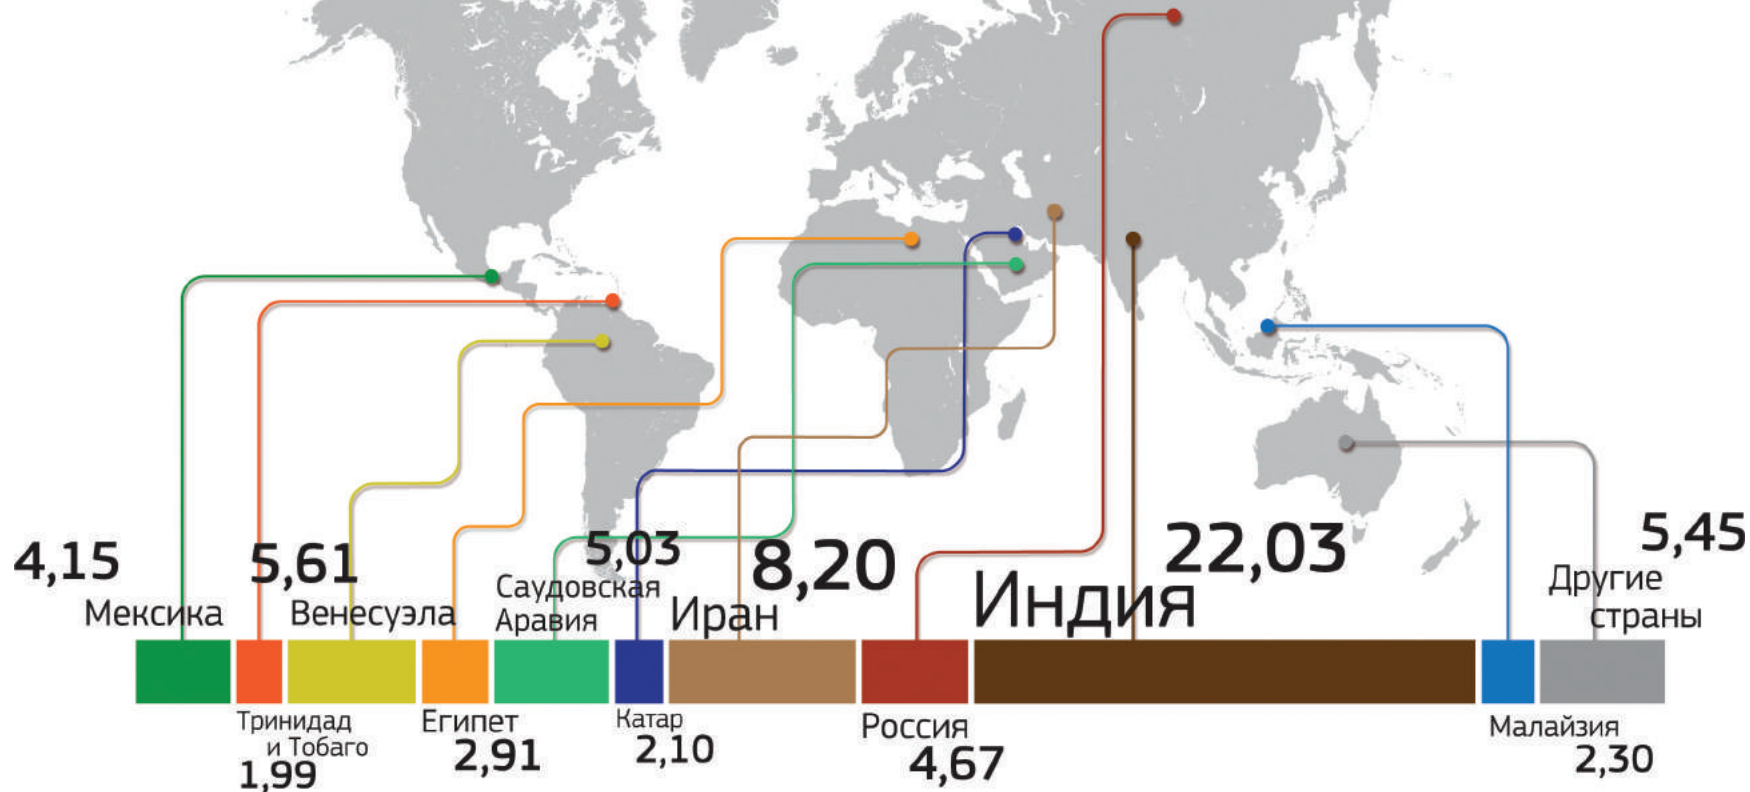 4,15
Мексика
5,61
Венесуэла
5,03
Саудовская
Аравия
8,20
Иран
22,03
Индия
5,45
Другие
страны
Тринидад
и Тобаго
1,99
Египет
2,91
Катар
2,10
Россия
4,67
Малайзия
2,30